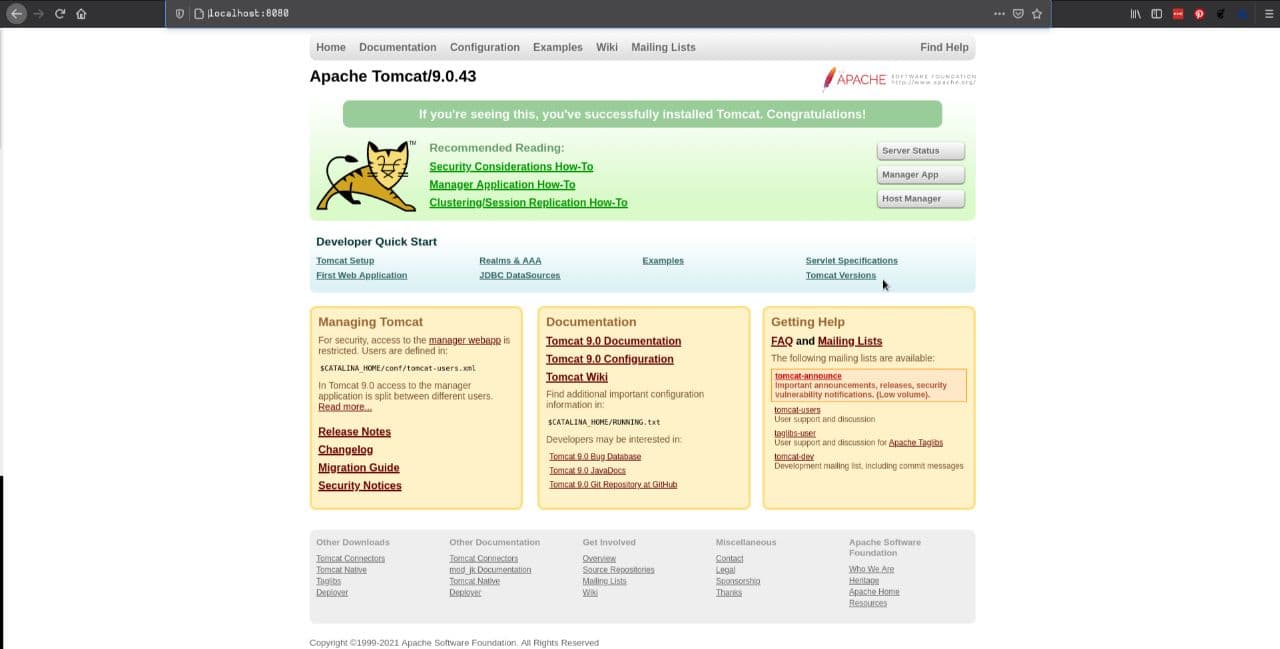 localhost:8080
Home Documentation Configuration Examples Wiki Mailing Lists Find Help
Apache Tomcat/9.0.43
APACHE SOFTWARE FOUNDATION
http://www.apache.org/
If you're seeing this, you've successfully installed Tomcat. Congratulations!
TM
Recommended Reading:
Security Considerations How-To
Manager Application How-To
Clustering/Session Replication How-To
Server Status
Manager App
Host Manager
Developer Quick Start
Tomcat Setup
First Web Application
Realms & AAA
JDBC DataSources
Examples
Servlet Specifications
Tomcat Versions
Managing Tomcat
For security, access to the manager webapp is
restricted. Users are defined in:
$CATALINA_HOME/conf/tomcat-users.xml
In Tomcat 9.0 access to the manager
application is split between different users.
Read more...
Release Notes
Changelog
Migration Guide
Security Notices
Documentation
Tomcat 9.0 Documentation
Tomcat 9.0 Configuration
Tomcat Wiki
Find additional important configuration
information in:
$CATALINA_HOME/RUNNING.txt
Developers may be interested in:
Tomcat 9.0 Bug Database
Tomcat 9.0 JavaDocs
Tomcat 9.0 Git Repository at GitHub
Getting Help
FAQ and Mailing Lists
The following mailing lists are available:
tomcat-announce
Important announcements, releases, security
vulnerability notifications. (Low volume).
tomcat-users
User support and discussion
taglibs-user
User support and discussion for Apache Taglibs
tomcat-dev
Development mailing list, including commit messages
Other Downloads
Tomcat Connectors
Tomcat Native
Taglibs
Deployer
Other Documentation
Tomcat Connectors
mod_jk Documentation
Tomcat Native
Deployer
Get Involved
Overview
Source Repositories
Mailing Lists
Wiki
Miscellaneous
Contact
Legal
Sponsorship
Thanks
Apache Software
Foundation
Who We Are
Heritage
Apache Home
Resources
Copyright ©1999-2021 Apache Software Foundation. All Rights Reserved